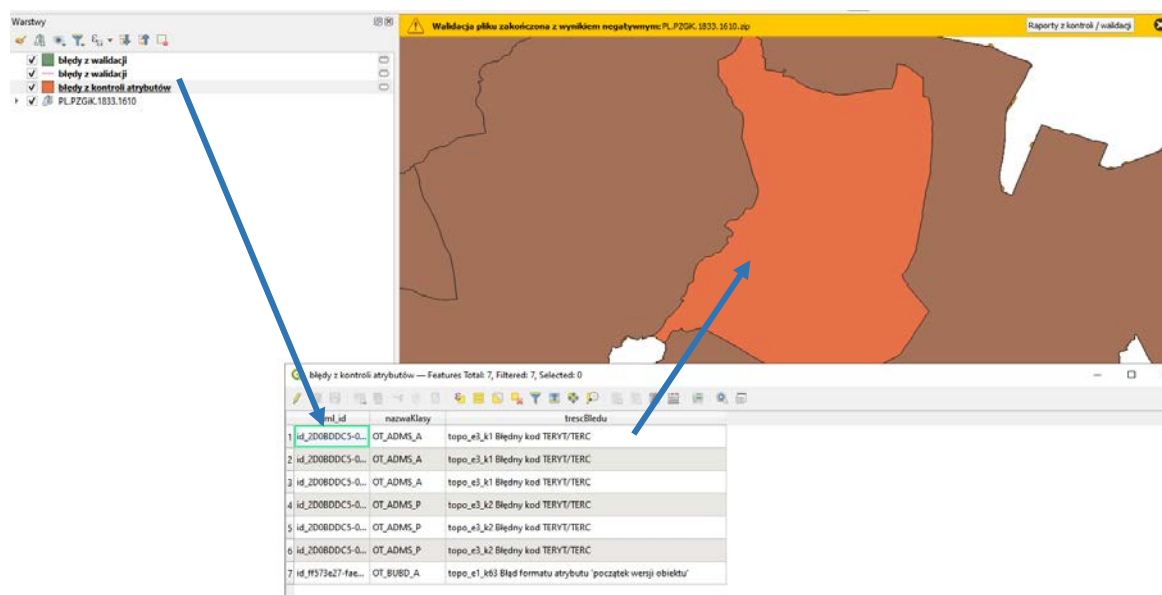 Warstwy
Walidacja pliku zakończona z wynikiem negatywnym: PL.PZGiK.1833.1610.zip
Raporty z kontroli / walidacji
błędy z walidacji
błędy z walidacji
błędy z kontroli atrybutów
PL.PZGiK.1833.1610
błędy z kontroli atrybutów — Features Total: 7, Filtered: 7, Selected: 0
nazwaKlasy trescBledu
1 id_2D0BDDC5-0... OT_ADMS_A topo_e3_k1 Błędny kod TERYT/TERC
2 id_2D0BDDC5-0... OT_ADMS_A topo_e3_k1 Błędny kod TERYT/TERC
3 id_2D0BDDC5-0... OT_ADMS_A topo_e3_k1 Błędny kod TERYT/TERC
4 id_2D0BDDC5-0... OT_ADMS_P topo_e3_k2 Błędny kod TERYT/TERC
5 id_2D0BDDC5-0... OT_ADMS_P topo_e3_k2 Błędny kod TERYT/TERC
6 id_2D0BDDC5-0... OT_ADMS_P topo_e3_k2 Błędny kod TERYT/TERC
7 id_ff573e27-fae... OT_BUBD_A topo_e1_k63 Błąd formatu atrybutu 'początek wersji obiektu'